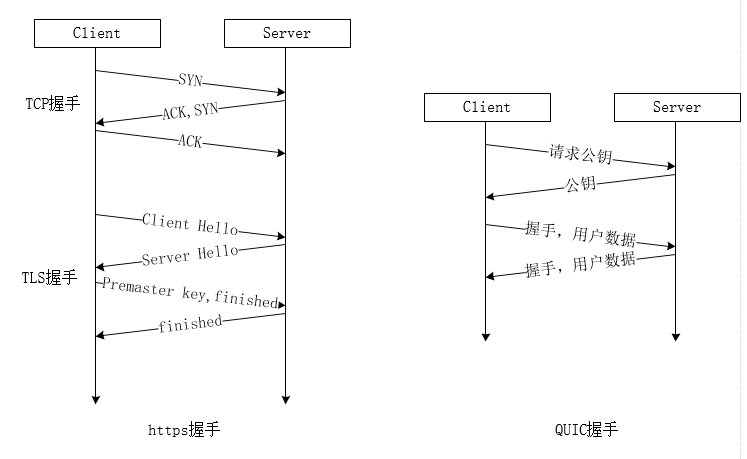 Client
Server
TCP握手
SYN
ACK,SYN
ACK
TLS握手
Client Hello
Server Hello
Premaster key,finished
finished
https握手
Client
Server
请求公钥
公钥
握手，用户数据
握手，用户数据
QUIC握手